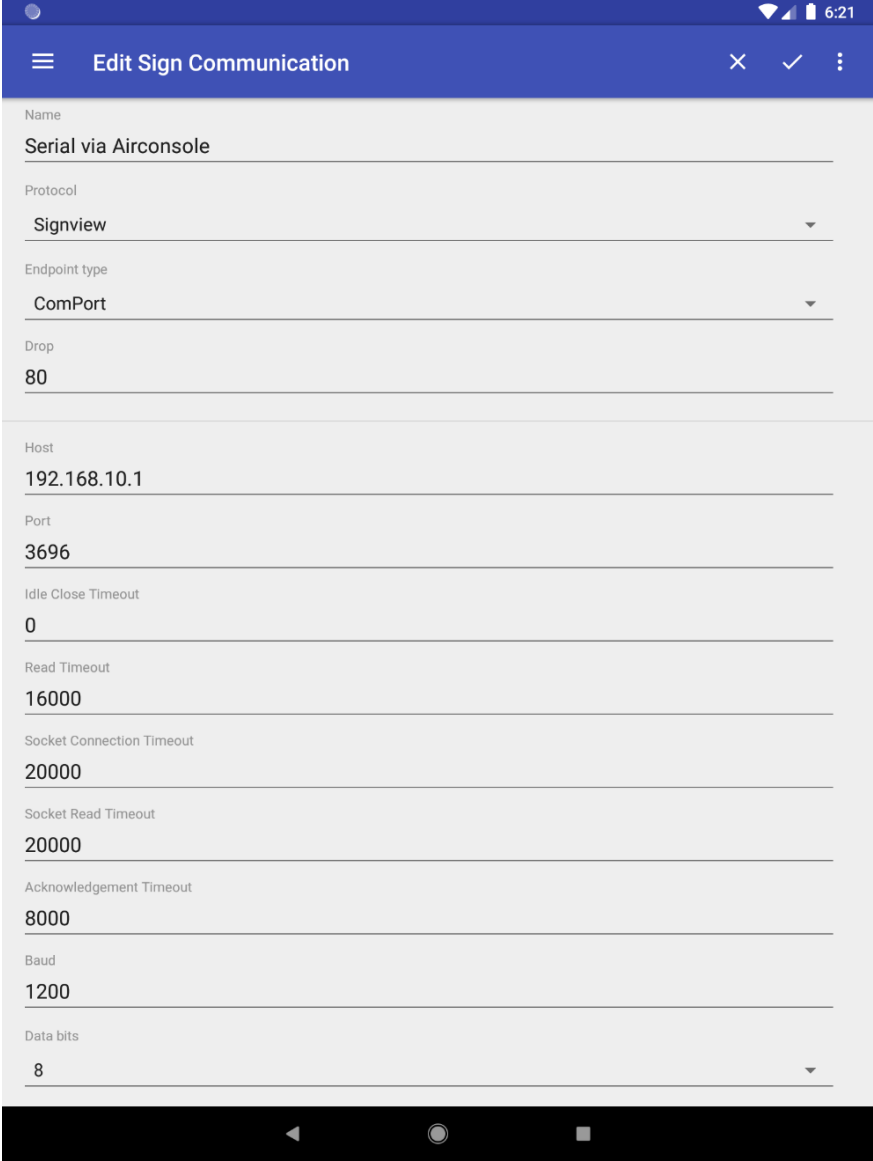 6:21
Edit Sign Communication
Name
Serial via Airconsole
Protocol
Signview
Endpoint type
ComPort
Drop
80
Host
192.168.10.1
Port
3696
Idle Close Timeout
0
Read Timeout
16000
Socket Connection Timeout
20000
Socket Read Timeout
20000
Acknowledgement Timeout
8000
Baud
1200
Data bits
8